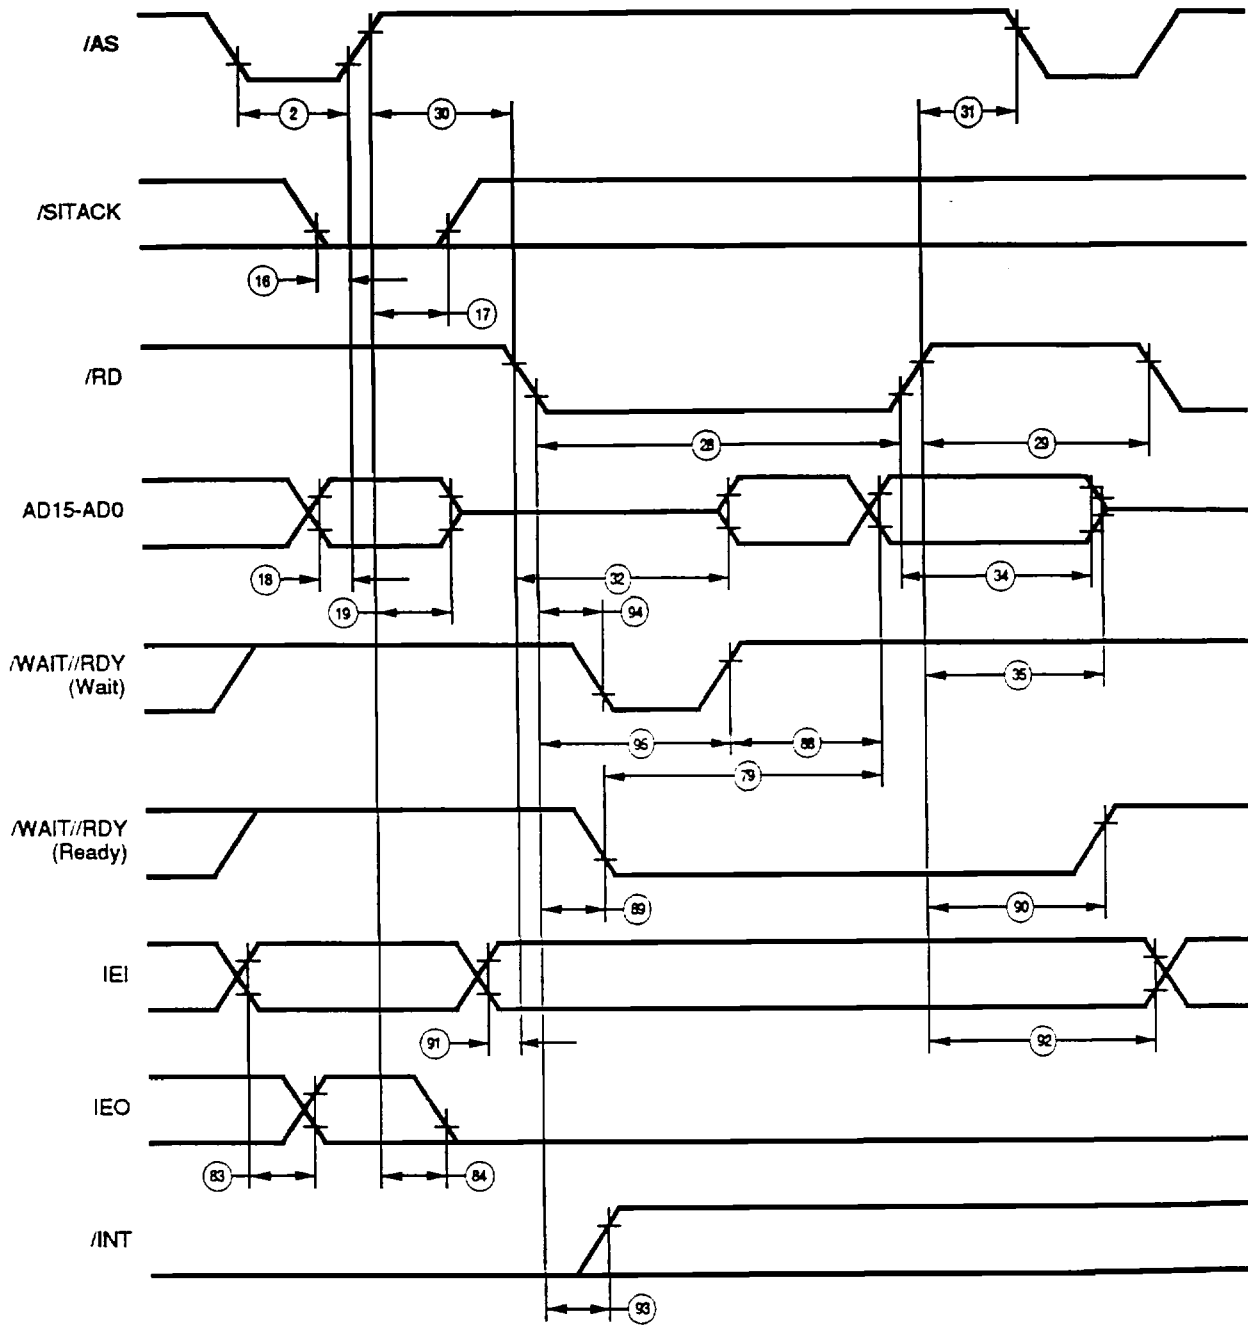 /AS
2
30
31
/SITACK
16
17
/RD
28
29
AD15-AD0
18
32
34
19
94
/WAIT//RDY
(Wait)
35
95
88
79
/WAIT//RDY
(Ready)
89
90
IEI
91
92
IEO
83
84
/INT
93